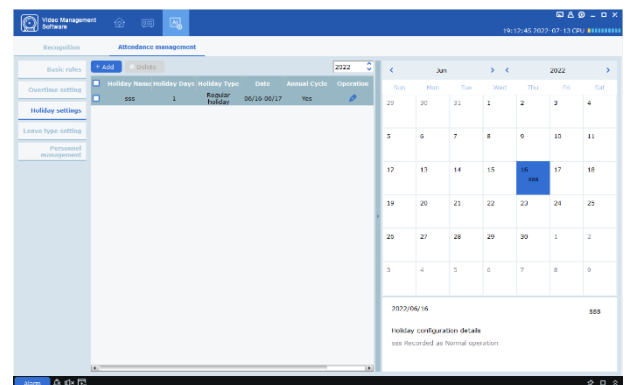 Video Management
Software
19:12:45 2022-07-13 CPU
Recognition
Attendance management
Basic rules
Overtime setting
Holiday settings
Leave type setting
Personnel
management
+ Add
Delete
2022
Holiday Name Holiday Days Holiday Type Date Annual Cycle Operation
sss 1 Regular holiday 06/16-06/17 Yes
Jun
2022
Sun Mon Tue Wed Thu Fri Sat
29 30 31 1 2 3 4
5 6 7 8 9 10 11
12 13 14 15 16 17 18
sss
19 20 21 22 23 24 25
26 27 28 29 30 1 2
3 4 5 6 7 8 9
2022/06/16
sss
Holiday configuration details
sss Recorded as Normal operation
Alarm